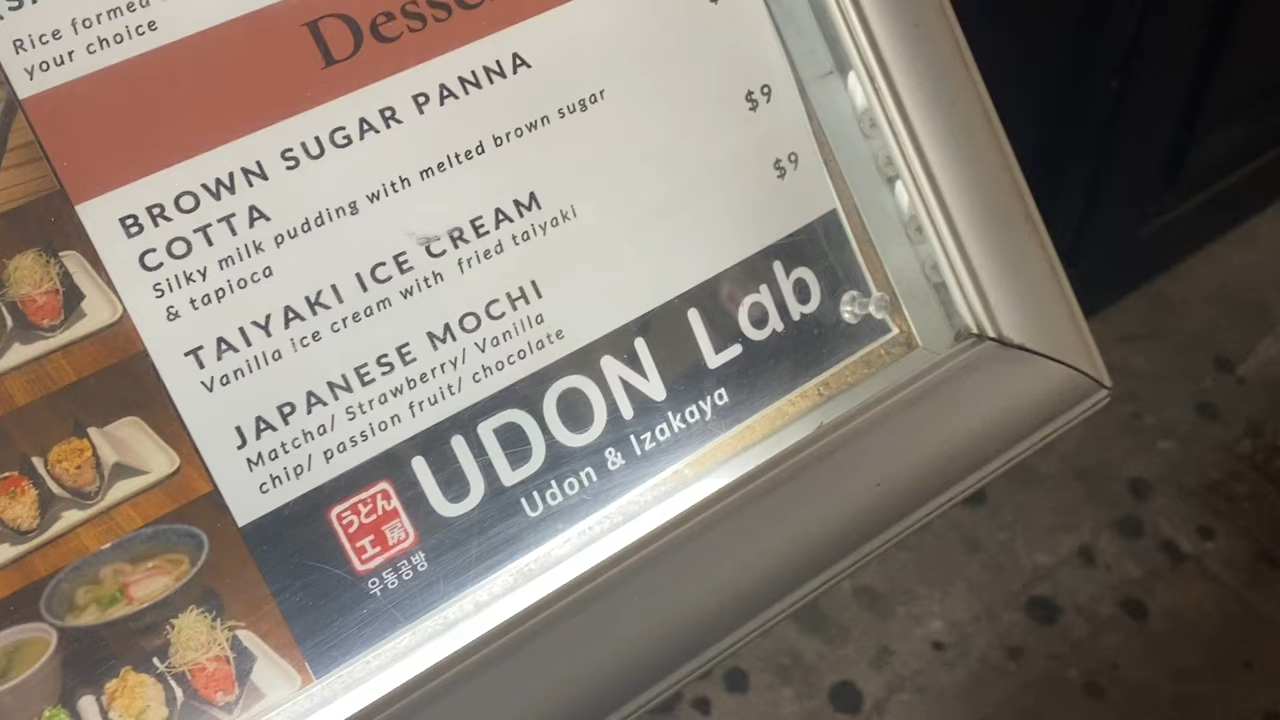 Rice formed
your choice
BROWN SUGAR PANNA
COTTA
Silky milk pudding with melted brown sugar
& tapioca
$9
TAIYAKI ICE CREAM
Vanilla ice cream with fried taiyaki
$9
JAPANESE MOCHI
Matcha/ Strawberry/ Vanilla
chip/ passion fruit/ chocolate
うどん
工房
우동공방
UDON Lab
Udon & Izakaya